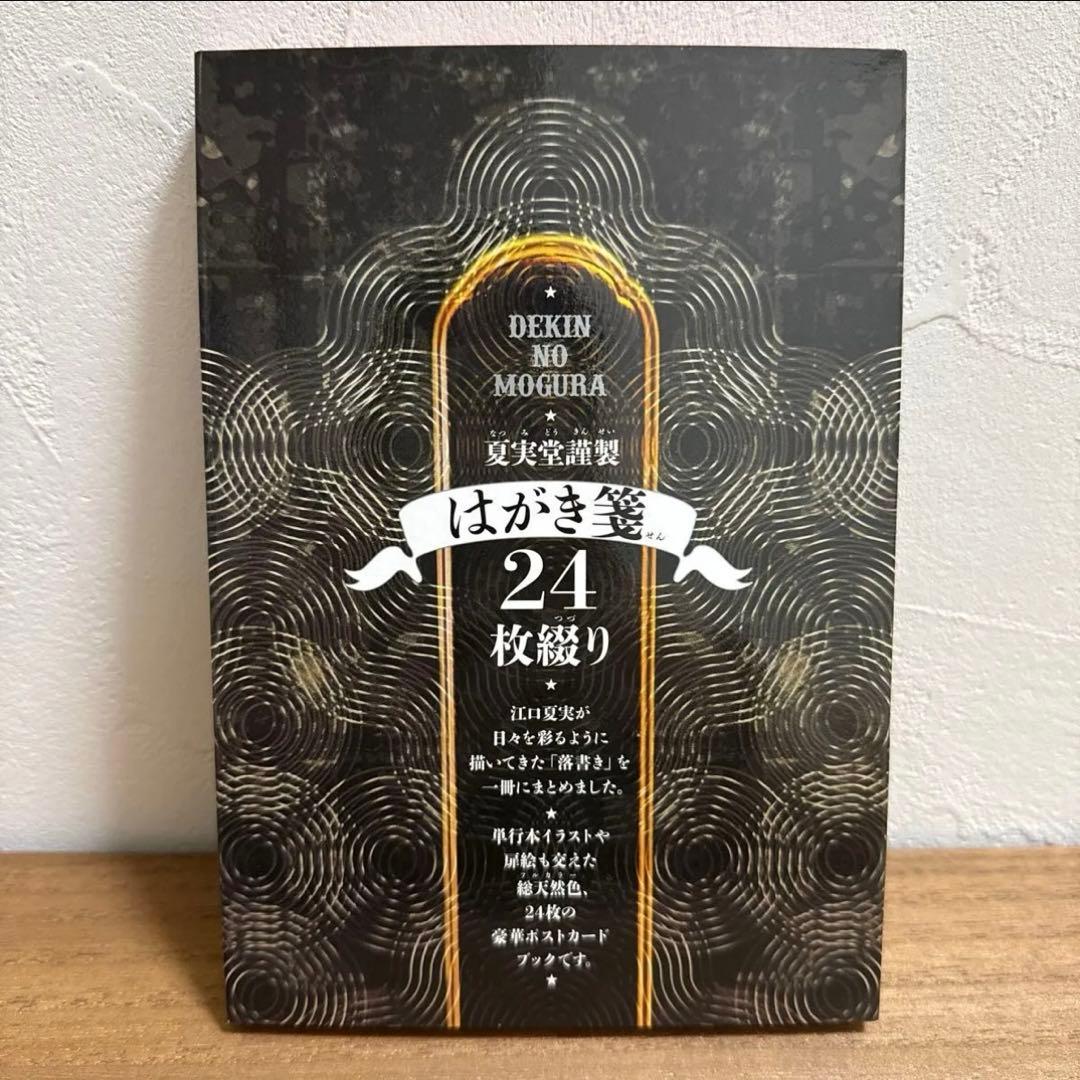 ★
DEKIN
NO
MOGURA
★
なつみどうきんせい
夏実堂謹製
はがき箋
せん
24
つづ
枚綴り
★
江口夏実が
日々を彩るように
描いてきた「落書き」を
一冊にまとめました。
★
単行本イラストや
扉絵も交えた
フルカラー
総天然色、
24枚の
豪華ポストカード
ブックです。
★